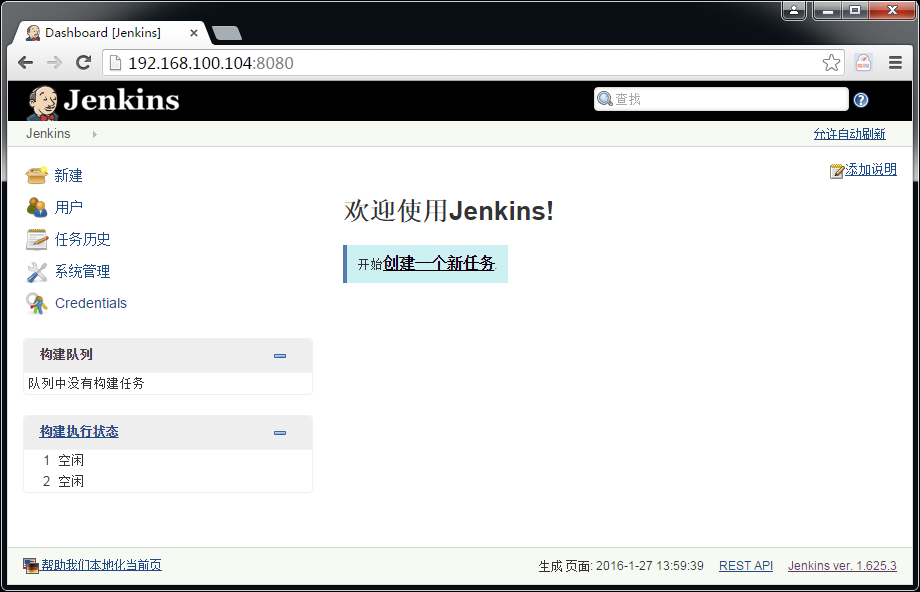 Dashboard [Jenkins]
192.168.100.104:8080
Jenkins
查找
Jenkins
允许自动刷新
添加说明
新建
用户
任务历史
系统管理
Credentials
构建队列
队列中没有构建任务
构建执行状态
1 空闲
2 空闲
欢迎使用Jenkins!
开始创建一个新任务.
帮助我们本地化当前页
生成 页面: 2016-1-27 13:59:39 REST API Jenkins ver. 1.625.3